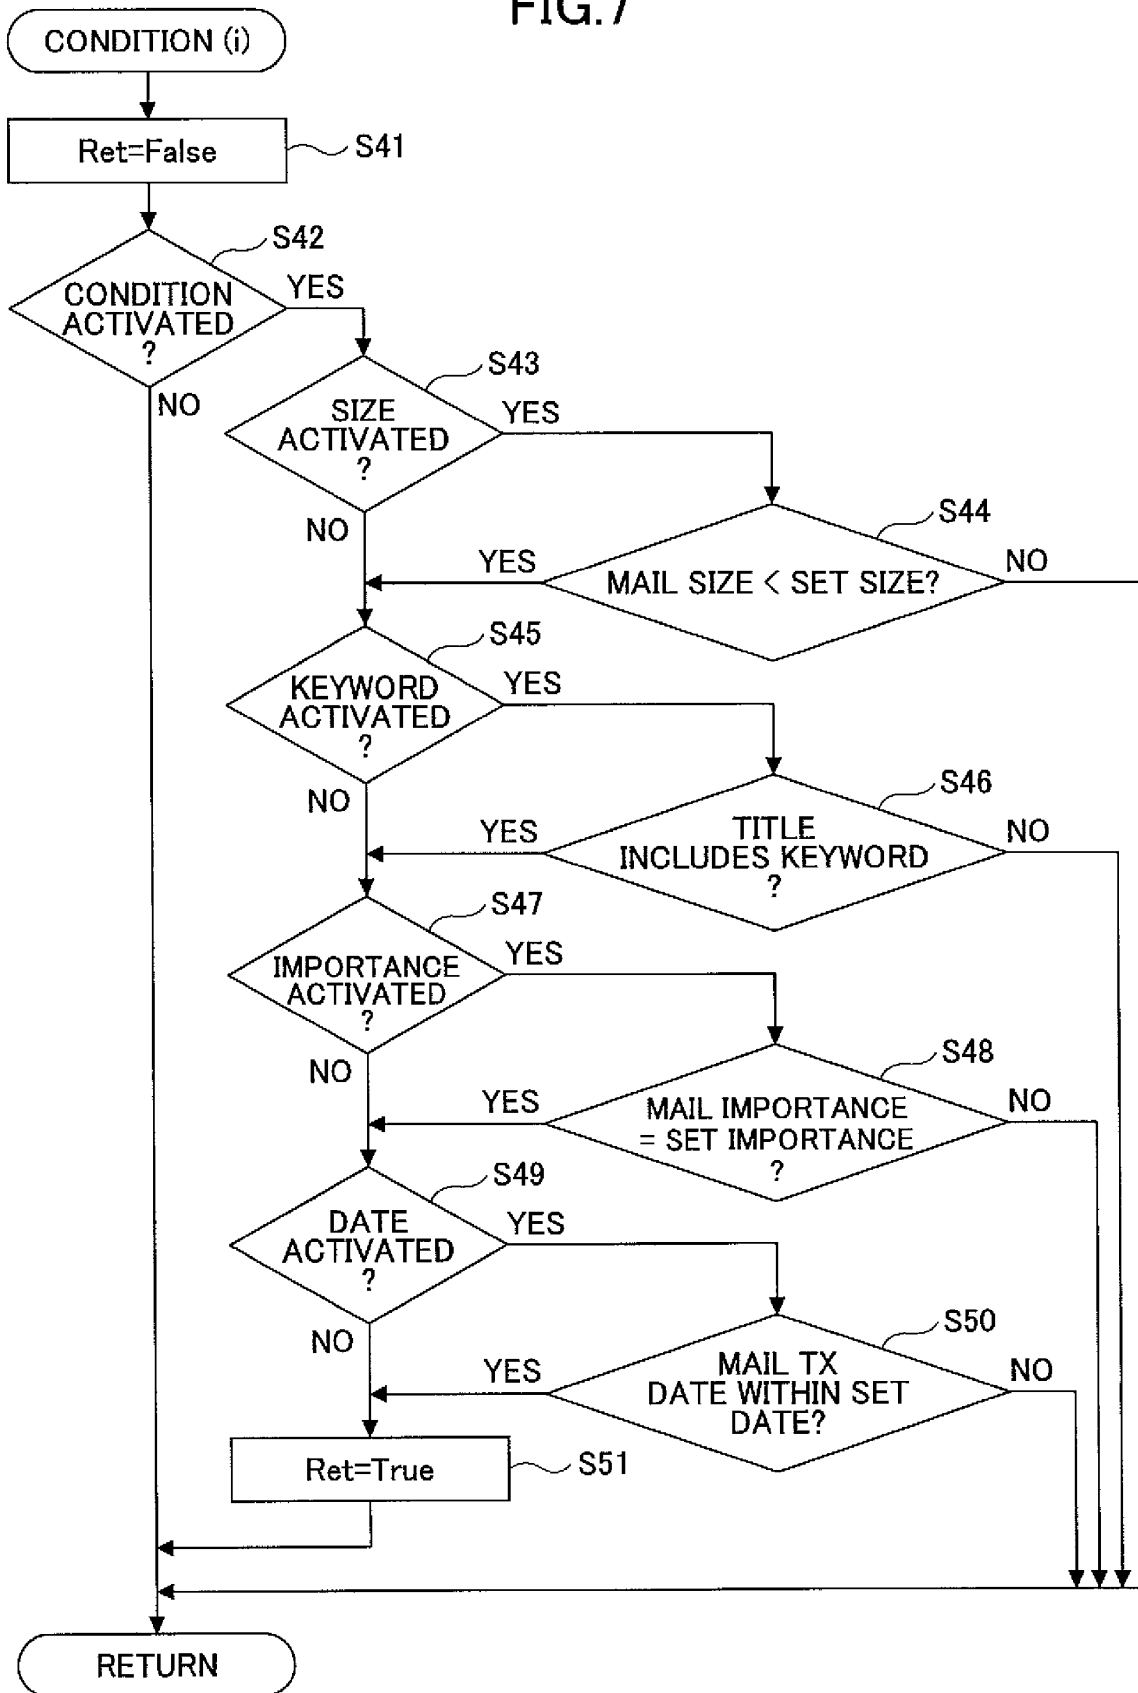 FIG.7
CONDITION (i)
Ret=False
S41
S42
CONDITION
ACTIVATED
?
YES
NO
S43
SIZE
ACTIVATED
?
YES
NO
S44
MAIL SIZE < SET SIZE?
YES
NO
S45
KEYWORD
ACTIVATED
?
YES
NO
S46
TITLE
INCLUDES KEYWORD
?
YES
NO
S47
IMPORTANCE
ACTIVATED
?
YES
NO
S48
MAIL IMPORTANCE
= SET IMPORTANCE
?
YES
NO
S49
DATE
ACTIVATED
?
YES
NO
S50
MAIL TX
DATE WITHIN SET
DATE?
YES
NO
Ret=True
S51
RETURN